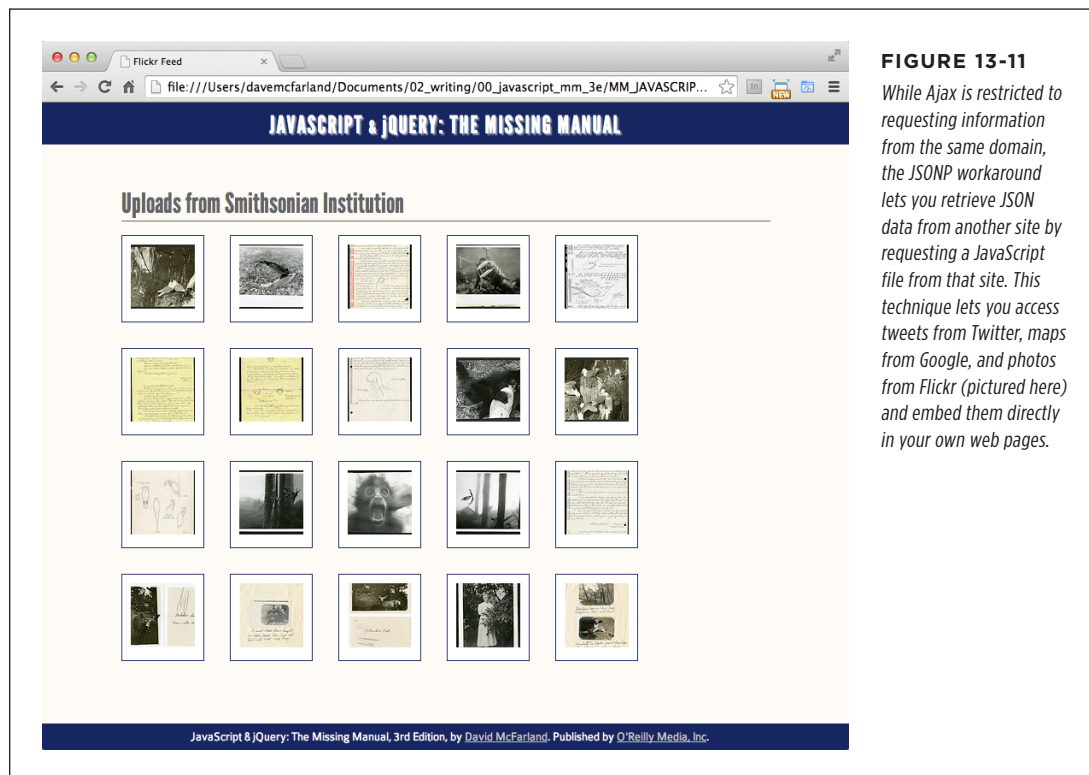 Flickr Feed
file:///Users/davemcfarland/Documents/02_writing/00_javascript_mm_3e/MM_JAVASCRIP...
NEW
JAVASCRIPT & jQUERY: THE MISSING MANUAL
Uploads from Smithsonian Institution
JavaScript & jQuery: The Missing Manual, 3rd Edition, by David McFarland. Published by O'Reilly Media, Inc.
FIGURE 13-11
While Ajax is restricted to
requesting information
from the same domain,
the JSONP workaround
lets you retrieve JSON
data from another site by
requesting a JavaScript
file from that site. This
technique lets you access
tweets from Twitter, maps
from Google, and photos
from Flickr (pictured here)
and embed them directly
in your own web pages.